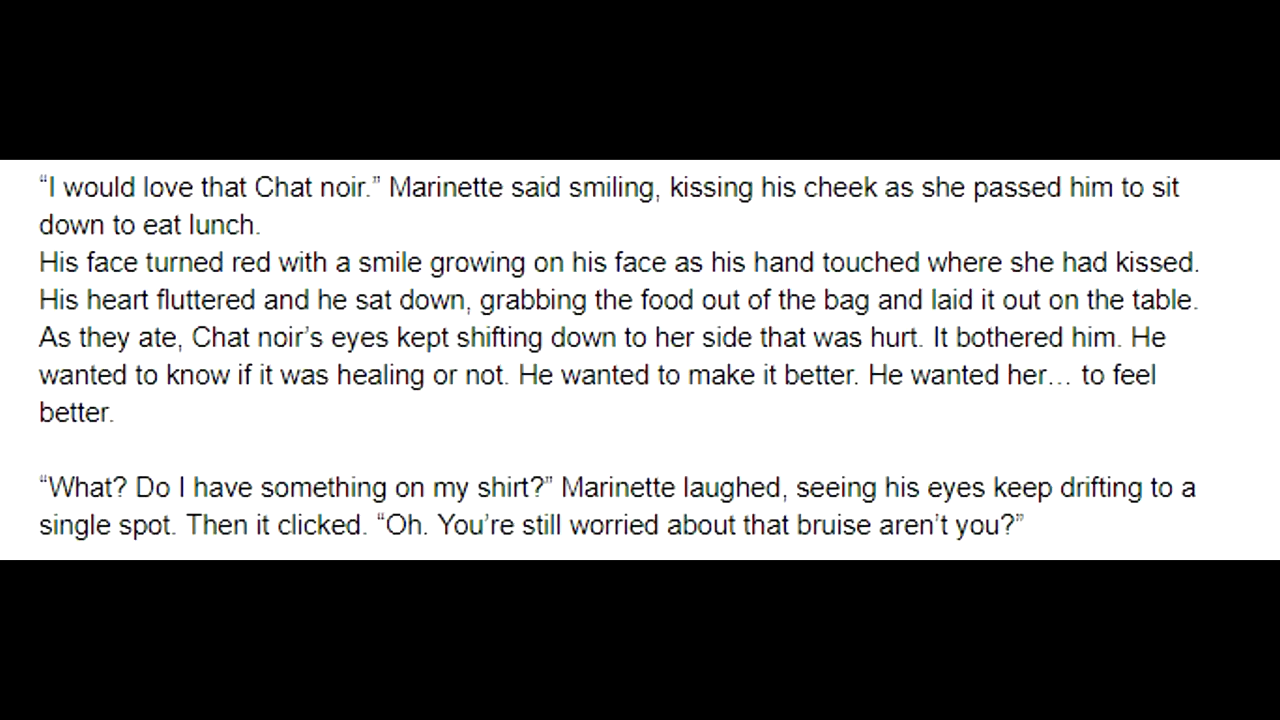 “I would love that Chat noir.” Marinette said smiling, kissing his cheek as she passed him to sit
down to eat lunch.
His face turned red with a smile growing on his face as his hand touched where she had kissed.
His heart fluttered and he sat down, grabbing the food out of the bag and laid it out on the table.
As they ate, Chat noir’s eyes kept shifting down to her side that was hurt. It bothered him. He
wanted to know if it was healing or not. He wanted to make it better. He wanted her… to feel
better.
“What? Do I have something on my shirt?” Marinette laughed, seeing his eyes keep drifting to a
single spot. Then it clicked. “Oh. You’re still worried about that bruise aren’t you?”